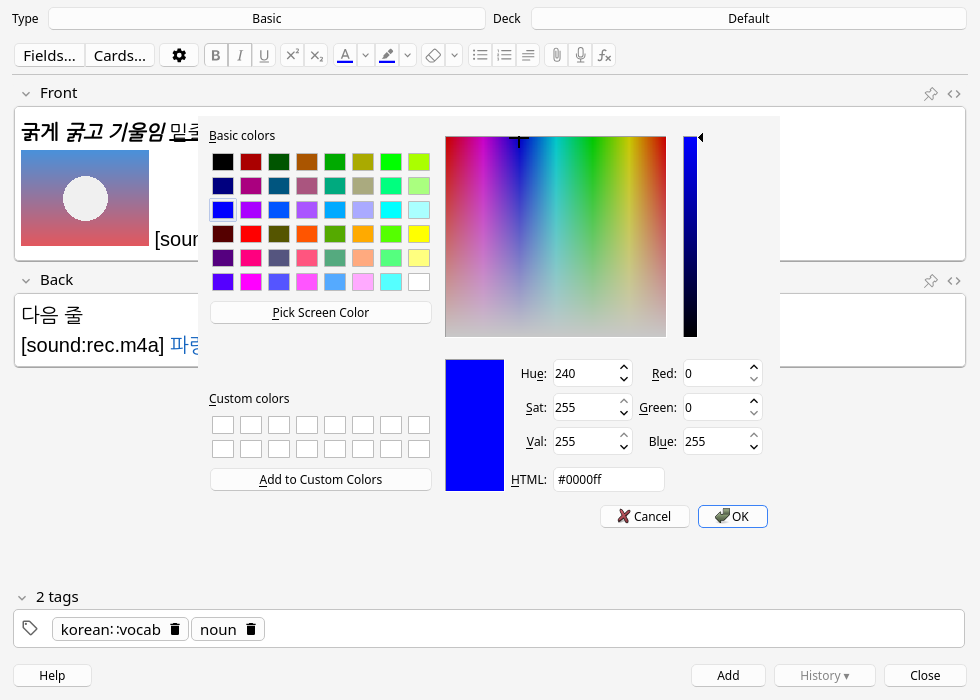 Type Basic Deck Default
Fields... Cards... B I U X² X₂ A fx
Front
굵게 굵고 기울임
Back
다음 줄
[sound:rec.m4a]
Basic colors
Pick Screen Color
Custom colors
Add to Custom Colors
Hue: 240 Red: 0
Sat: 255 Green: 0
Val: 255 Blue: 255
HTML: #0000ff
Cancel OK
2 tags
korean::vocab noun
Help Add History Close